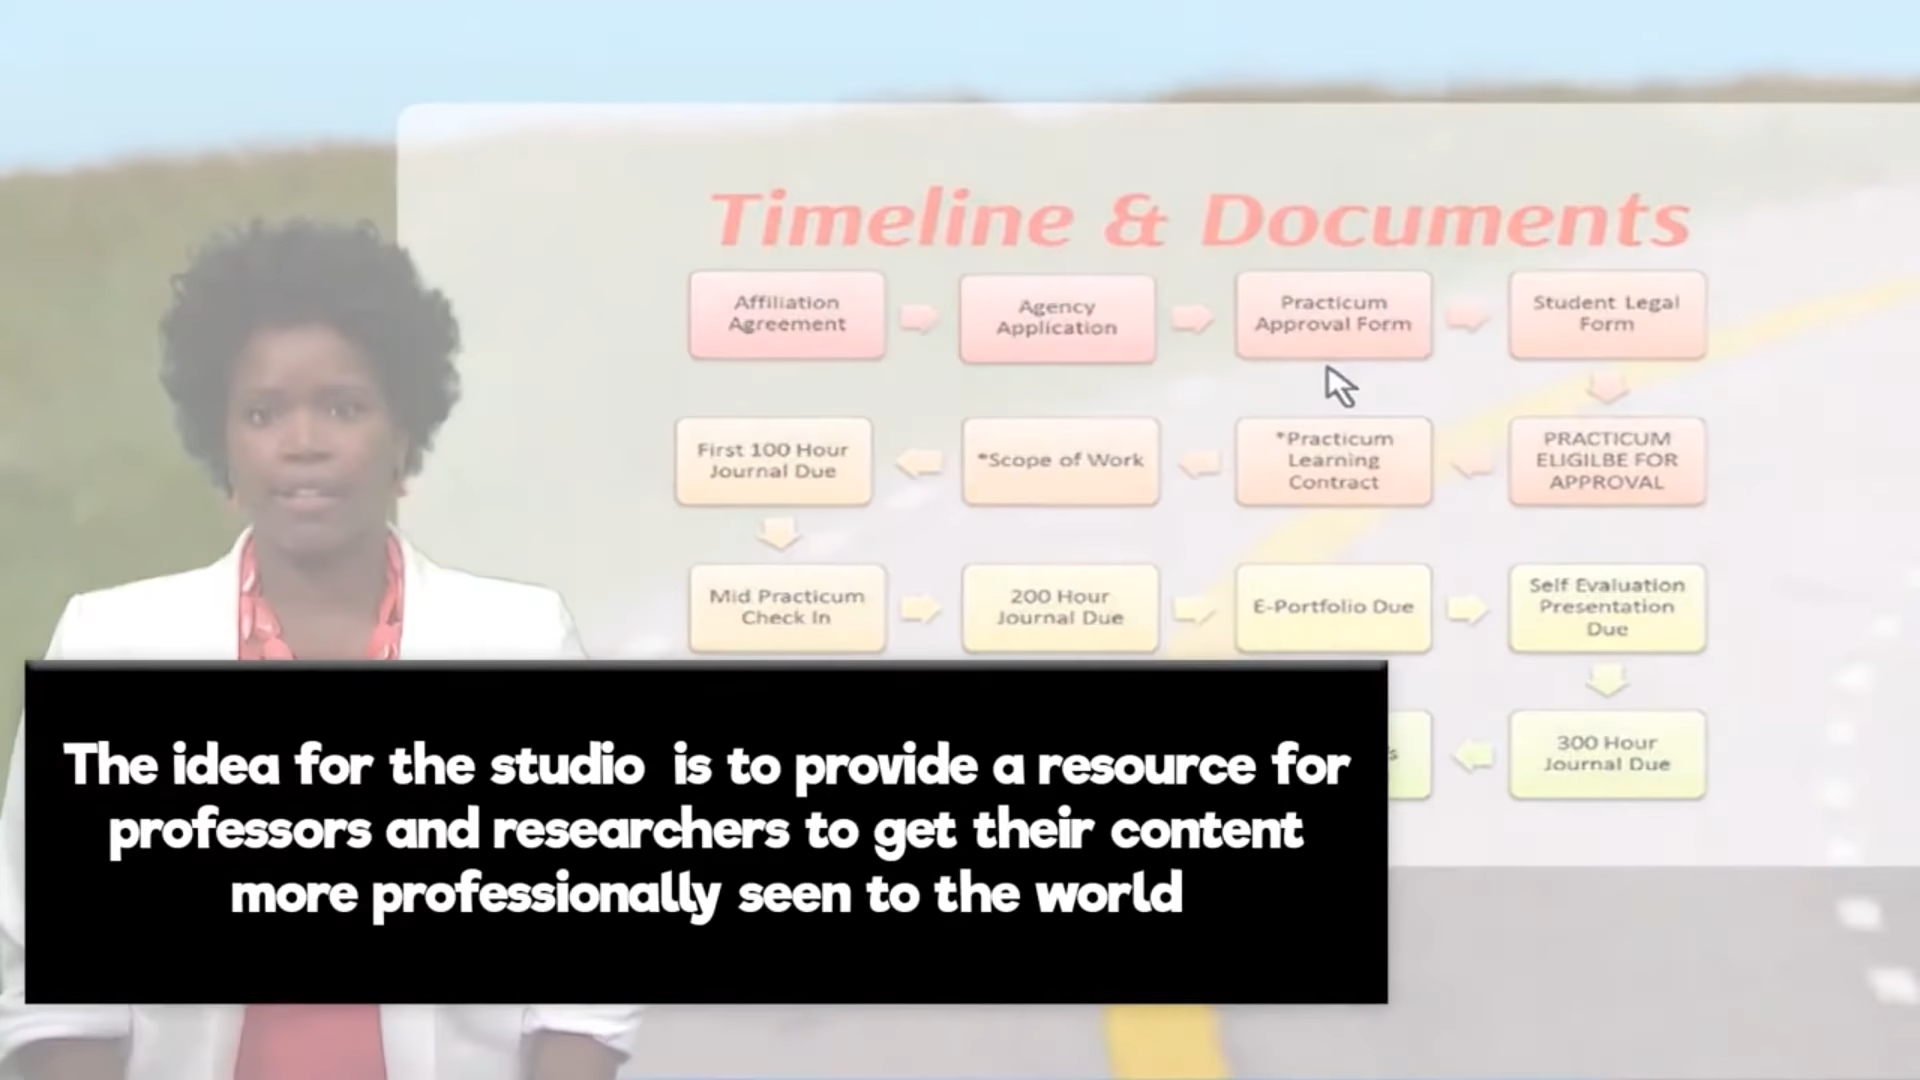 Timeline & Documents
Affiliation
Agreement
Agency
Application
Practicum
Approval Form
Student Legal
Form
First 100 Hour
Journal Due
*Scope of Work
*Practicum
Learning
Contract
PRACTICUM
ELIGILBE FOR
APPROVAL
Mid Practicum
Check In
200 Hour
Journal Due
E-Portfolio Due
Self Evaluation
Presentation
Due
300 Hour
Journal Due
The idea for the studio is to provide a resource for
professors and researchers to get their content
more professionally seen to the world